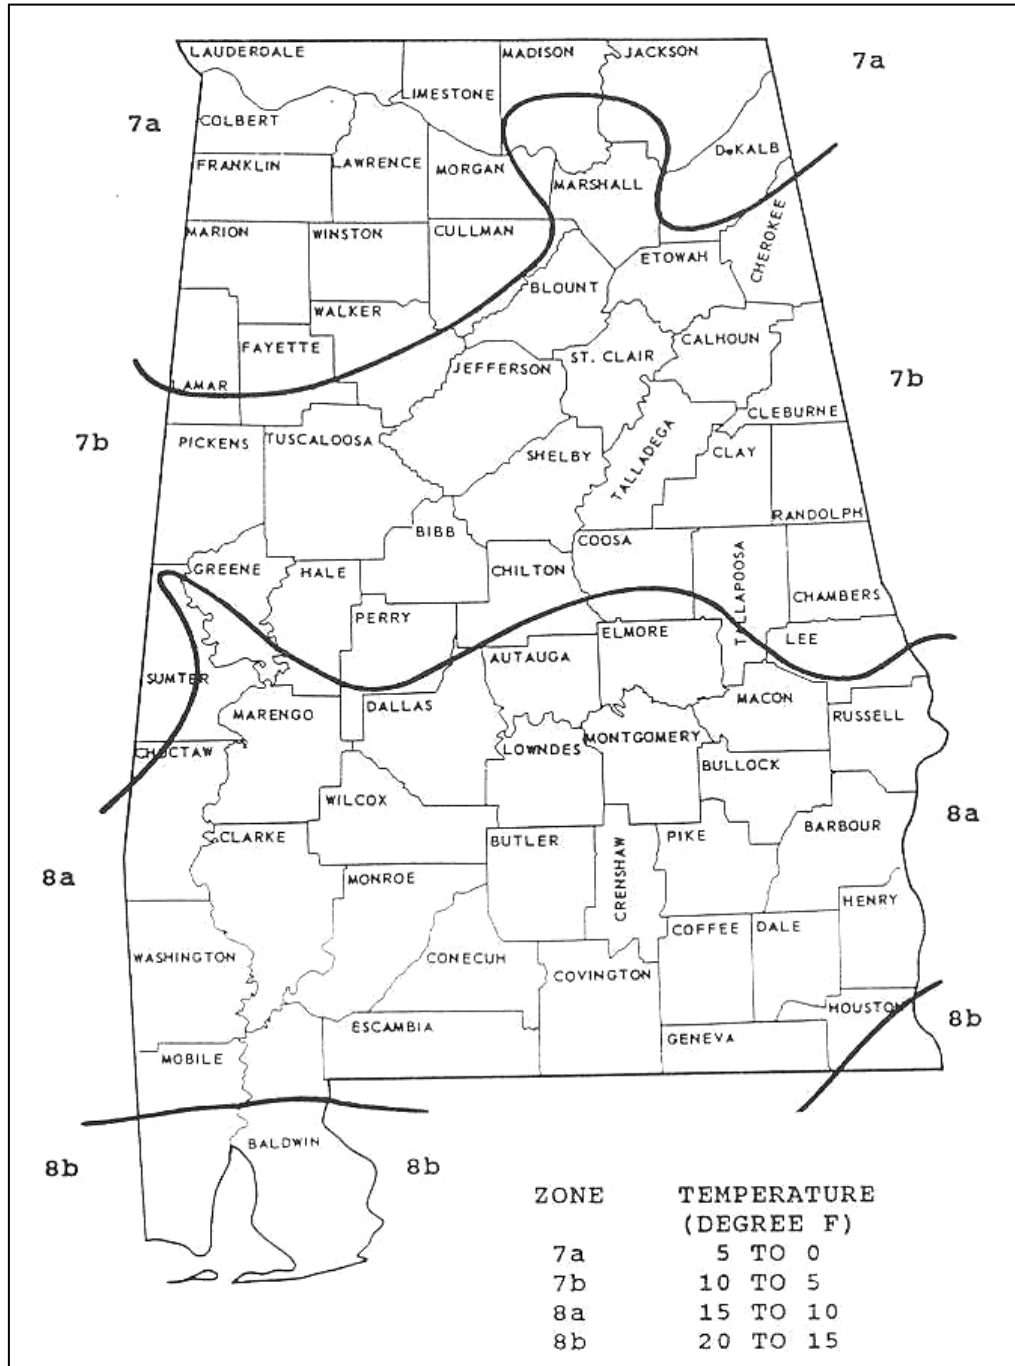 LAUDERDALE
MADISON
JACKSON
7a
LIMESTONE
COLBERT
7a
DeKALB
FRANKLIN
LAWRENCE
MORGAN
MARSHALL
CHEROKEE
MARION
WINSTON
CULLMAN
ETOWAH
BLOUNT
WALKER
CALHOUN
FAYETTE
ST. CLAIR
JEFFERSON
LAMAR
7b
CLEBURNE
7b
PICKENS
TUSCALOOSA
SHELBY
TALLADEGA
CLAY
RANDOLPH
BIBB
COOSA
GREENE
HALE
CHILTON
TALLAPOOSA
CHAMBERS
PERRY
ELMORE
LEE
AUTAUGA
SUMTER
MACON
DALLAS
MARENGO
RUSSELL
MONTGOMERY
LOWNDES
CHOCTAW
BULLOCK
WILCOX
8a
BARBOUR
CLARKE
BUTLER
PIKE
CRENSHAW
8a
MONROE
HENRY
COFFEE
DALE
WASHINGTON
CONECUH
COVINGTON
HOUSTON
8b
ESCAMBIA
GENEVA
MOBILE
BALDWIN
8b
8b
ZONE TEMPERATURE
(DEGREE F)
7a 5 TO 0
7b 10 TO 5
8a 15 TO 10
8b 20 TO 15